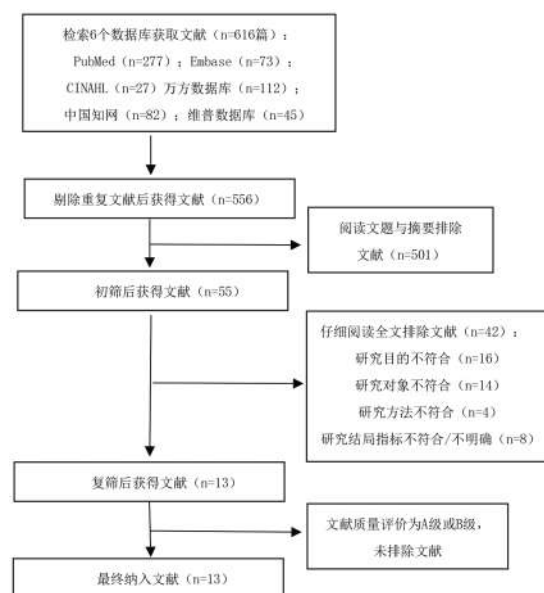 检索6个数据库获取文献（n=616篇）：
PubMed（n=277）；Embase（n=73）；
CINAHL（n=27）万方数据库（n=112）；
中国知网（n=82）；维普数据库（n=45）
剔除重复文献后获得文献（n=556）
阅读文题与摘要排除
文献（n=501）
初筛后获得文献（n=55）
仔细阅读全文排除文献（n=42）：
研究目的不符合（n=16）
研究对象不符合（n=14）
研究方法不符合（n=4）
研究结局指标不符合/不明确（n=8）
复筛后获得文献（n=13）
文献质量评价为A级或B级，
未排除文献
最终纳入文献（n=13）